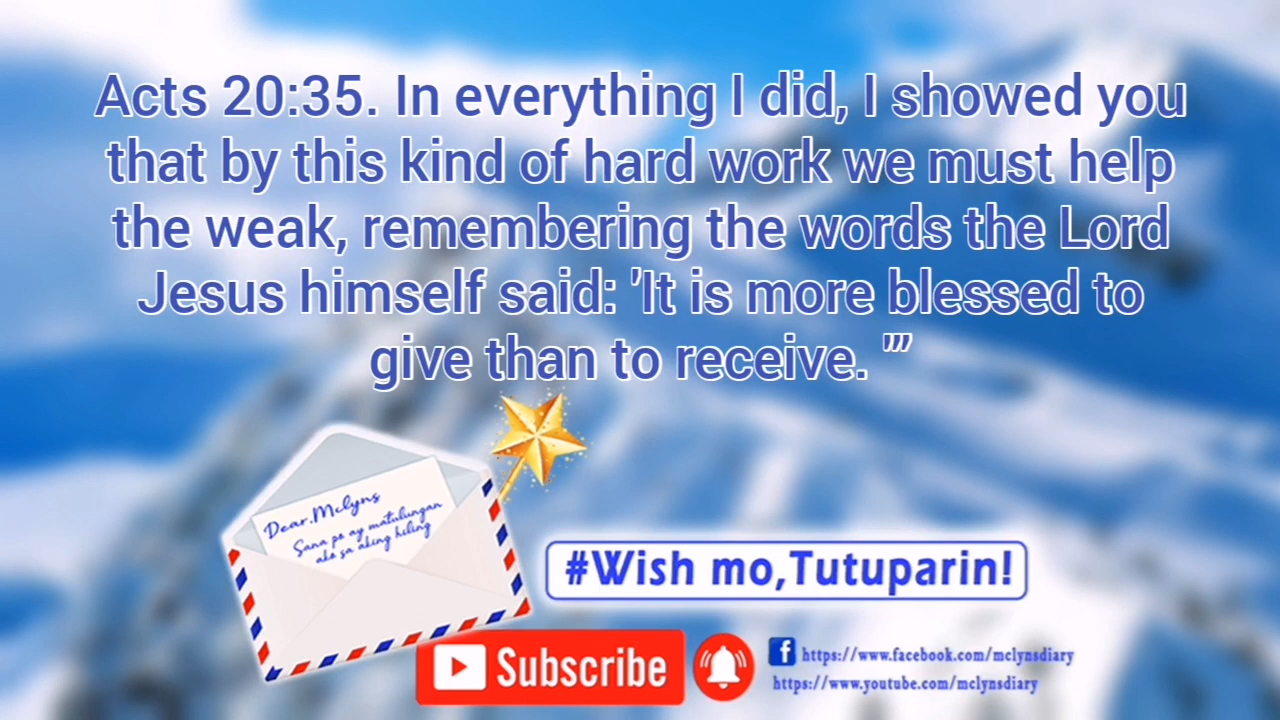 Acts 20:35. In everything I did, I showed you
that by this kind of hard work we must help
the weak, remembering the words the Lord
Jesus himself said: 'It is more blessed to
give than to receive. '"
Dear.Mclyns
Sana po ay matulungan
ako sa aking hiling
#Wish mo,Tutuparin!
Subscribe
https://www.facebook.com/mclynsdiary
https://www.youtube.com/mclynsdiary